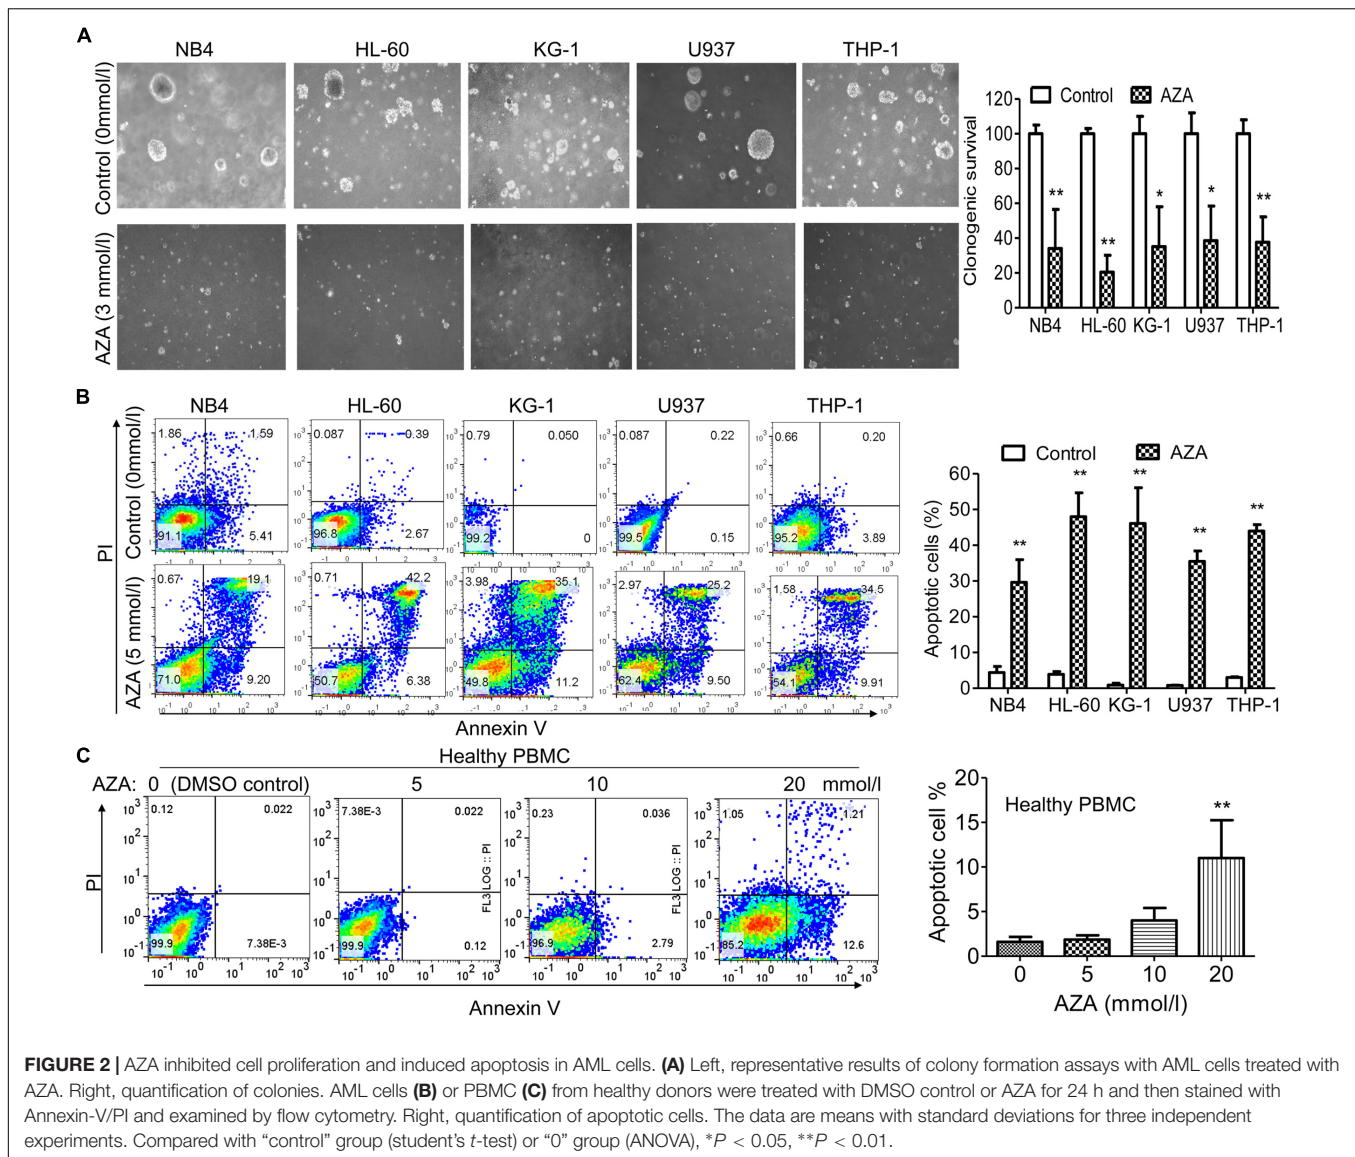 A
NB4 HL-60 KG-1 U937 THP-1
Control (0mmol/l)
AZA (3 mmol/l)
Clonogenic survival
Control AZA
120
100
80
60
40
20
0
** ** * * **
NB4 HL-60 KG-1 U937 THP-1
B
NB4 HL-60 KG-1 U937 THP-1
Control (0mmol/l)
1.86 1.59 0.087 0.39 0.79 0.050 0.087 0.22 0.66 0.20
91.1 5.41 96.8 2.67 99.2 0 99.5 0.15 95.2 3.89
PI
AZA (5 mmol/l)
0.67 19.1 0.71 42.2 3.98 35.1 2.97 25.2 1.58 34.5
71.0 9.20 50.7 6.38 49.8 11.2 62.4 9.50 54.1 9.91
Annexin V
Apoptotic cells (%)
Control AZA
60
50
40
30
20
10
0
** ** ** ** **
NB4 HL-60 KG-1 U937 THP-1
C
Healthy PBMC
AZA: 0 (DMSO control) 5 10 20 mmol/l
0.12 0.022 7.38E-3 0.022 0.23 0.036 1.05 1.21
FL3 LOG :: PI FL3 LOG :: PI
99.9 7.38E-3 99.9 0.12 96.9 2.79 85.2 12.6
PI
Annexin V
Apoptotic cell %
Healthy PBMC
20
15
10
5
0
**
0 5 10 20
AZA (mmol/l)
FIGURE 2 | AZA inhibited cell proliferation and induced apoptosis in AML cells. (A) Left, representative results of colony formation assays with AML cells treated with
AZA. Right, quantification of colonies. AML cells (B) or PBMC (C) from healthy donors were treated with DMSO control or AZA for 24 h and then stained with
Annexin-V/PI and examined by flow cytometry. Right, quantification of apoptotic cells. The data are means with standard deviations for three independent
experiments. Compared with “control” group (student’s t-test) or “0” group (ANOVA), *P < 0.05, **P < 0.01.